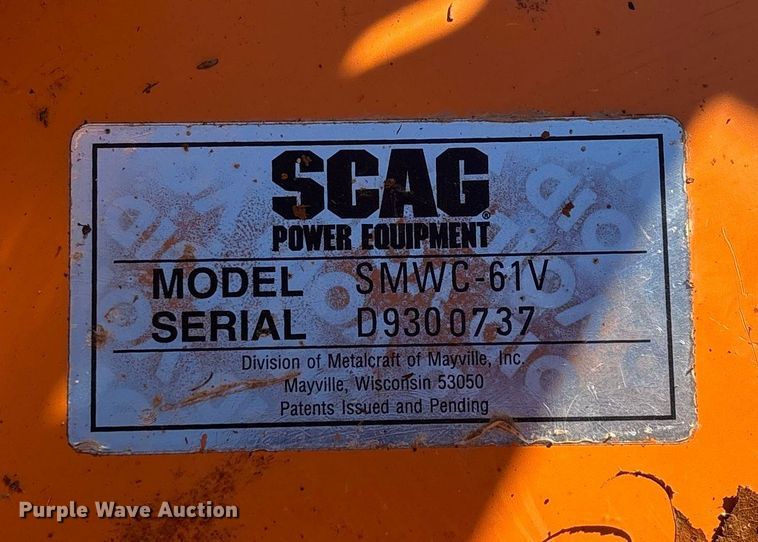 SCAG®
POWER EQUIPMENT
MODEL SMWC-61V
SERIAL D9300737
Division of Metalcraft of Mayville, Inc.
Mayville, Wisconsin 53050
Patents Issued and Pending
Purple Wave Auction